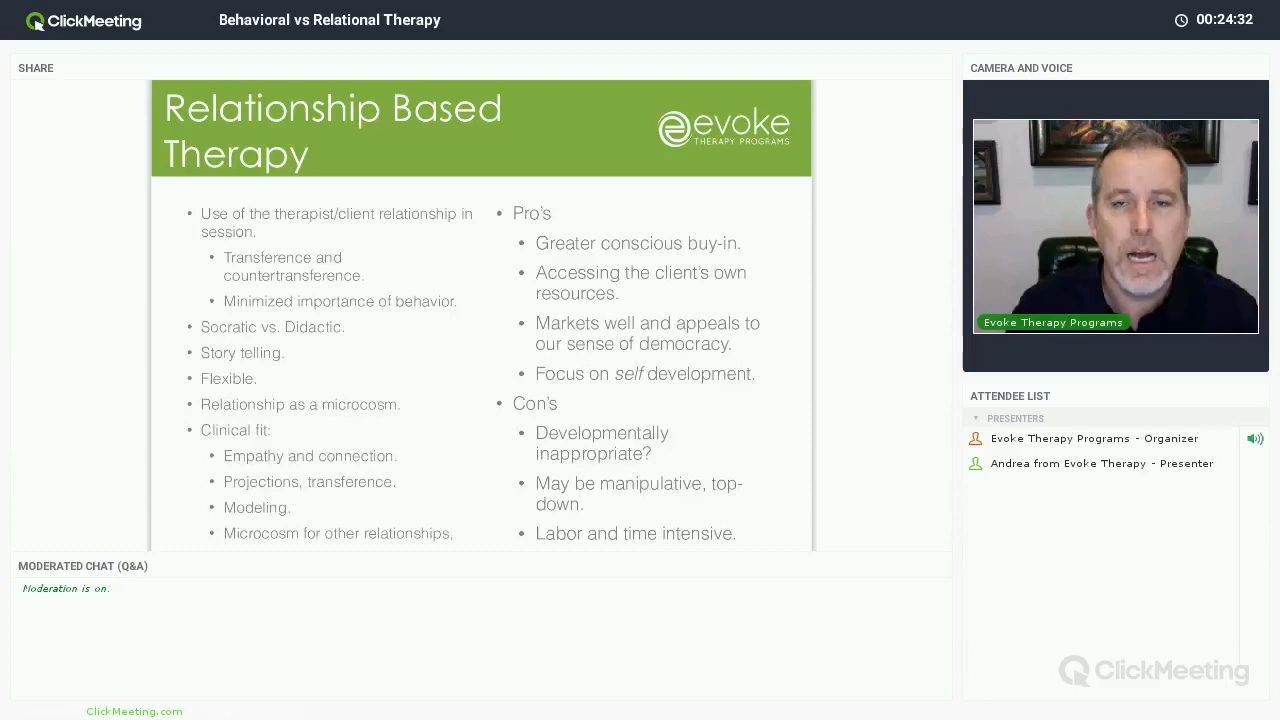 ClickMeeting
Behavioral vs Relational Therapy
00:24:32
SHARE
Relationship Based
Therapy
evoke
THERAPY PROGRAMS
• Use of the therapist/client relationship in
session.
• Transference and
countertransference.
• Minimized importance of behavior.
• Socratic vs. Didactic.
• Story telling.
• Flexible.
• Relationship as a microcosm.
• Clinical fit:
• Empathy and connection.
• Projections, transference.
• Modeling.
• Microcosm for other relationships,
• Pro's
• Greater conscious buy-in.
• Accessing the client's own
resources.
• Markets well and appeals to
our sense of democracy.
• Focus on self development.
• Con's
• Developmentally
inappropriate?
• May be manipulative, top-
down.
• Labor and time intensive.
MODERATED CHAT (Q&A)
Moderation is on.
CAMERA AND VOICE
Evoke Therapy Programs
ATTENDEE LIST
PRESENTERS
Evoke Therapy Programs - Organizer
Andrea from Evoke Therapy - Presenter
ClickMeeting
ClickMeeting.com